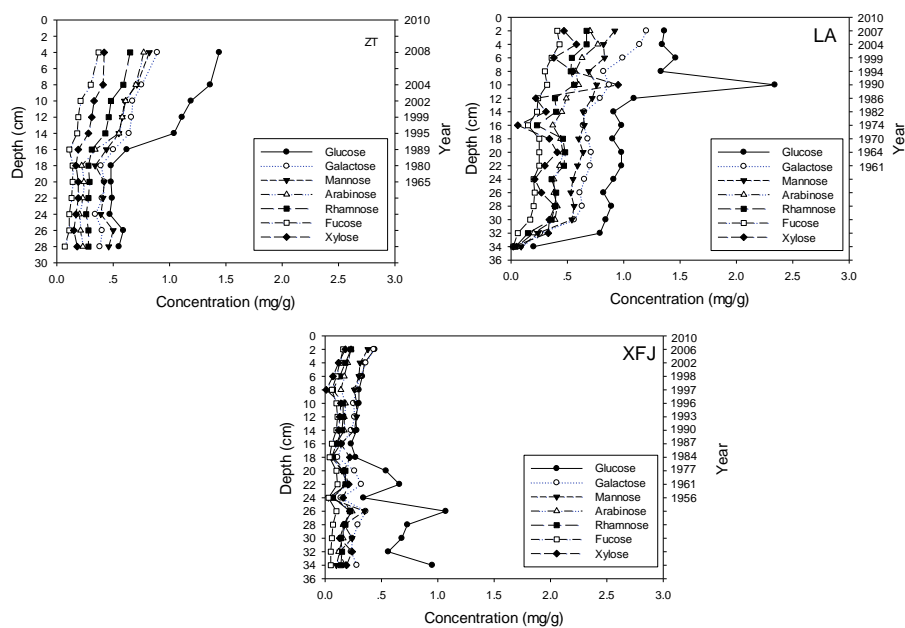 ZT
0
2
4
6
8
10
12
14
16
18
20
22
24
26
28
30
Depth (cm)
2010
2008
2004
2002
1999
1995
1989
1980
1965
Year
Glucose
Galactose
Mannose
Arabinose
Rhamnose
Fucose
Xylose
0.0 .5 1.0 1.5 2.0 2.5 3.0
Concentration (mg/g)
LA
0
2
4
6
8
10
12
14
16
18
20
22
24
26
28
30
32
34
36
Depth (cm)
2010
2007
2004
1999
1994
1990
1986
1982
1974
1970
1964
1961
Year
Glucose
Galactose
Mannose
Arabinose
Rhamnose
Fucose
Xylose
0.0 .5 1.0 1.5 2.0 2.5 3.0
Concentration (mg/g)
XFJ
0
2
4
6
8
10
12
14
16
18
20
22
24
26
28
30
32
34
36
Depth (cm)
2010
2006
2002
1998
1997
1996
1993
1990
1987
1984
1977
1961
1956
Year
Glucose
Galactose
Mannose
Arabinose
Rhamnose
Fucose
Xylose
0.0 .5 1.0 1.5 2.0 2.5 3.0
Concentration (mg/g)